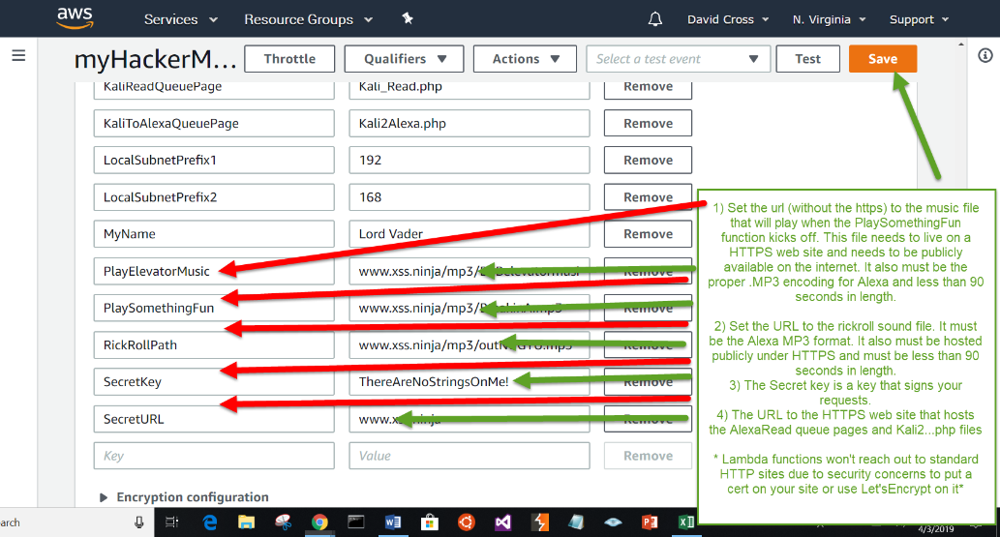 aws
Services
Resource Groups
David Cross
N. Virginia
Support
myHackerM...
Throttle
Qualifiers
Actions
Select a test event
Test
Save
KaliReadQueuePage
Kali_Read.php
Remove
KaliToAlexaQueuePage
Kali2Alexa.php
Remove
LocalSubnetPrefix1
192
Remove
LocalSubnetPrefix2
168
Remove
MyName
Lord Vader
Remove
PlayElevatorMusic
www.xss.ninja/mp3/
Remove
PlaySomethingFun
www.xss.ninja/mp3/
Remove
RickRollPath
www.xss.ninja/mp3/
Remove
SecretKey
ThereAreNoStringsOnMe!
Remove
SecretURL
www.xss.ninja
Remove
Key
Value
Remove
Encryption configuration
1) Set the url (without the https) to the music file
that will play when the PlaySomethingFun
function kicks off. This file needs to live on a
HTTPS web site and needs to be publicly
available on the internet. It also must be the
proper .MP3 encoding for Alexa and less than 90
seconds in length.
2) Set the URL to the rickroll sound file. It must
be the Alexa MP3 format. It also must be hosted
publicly under HTTPS and must be less than 90
seconds in length.
3) The Secret key is a key that signs your
requests.
4) The URL to the HTTPS web site that hosts
the AlexaRead queue pages and Kali2...php files
* Lambda functions won't reach out to standard
HTTP sites due to security concerns to put a
cert on your site or use Let'sEncrypt on it*
arch
4/3/2019